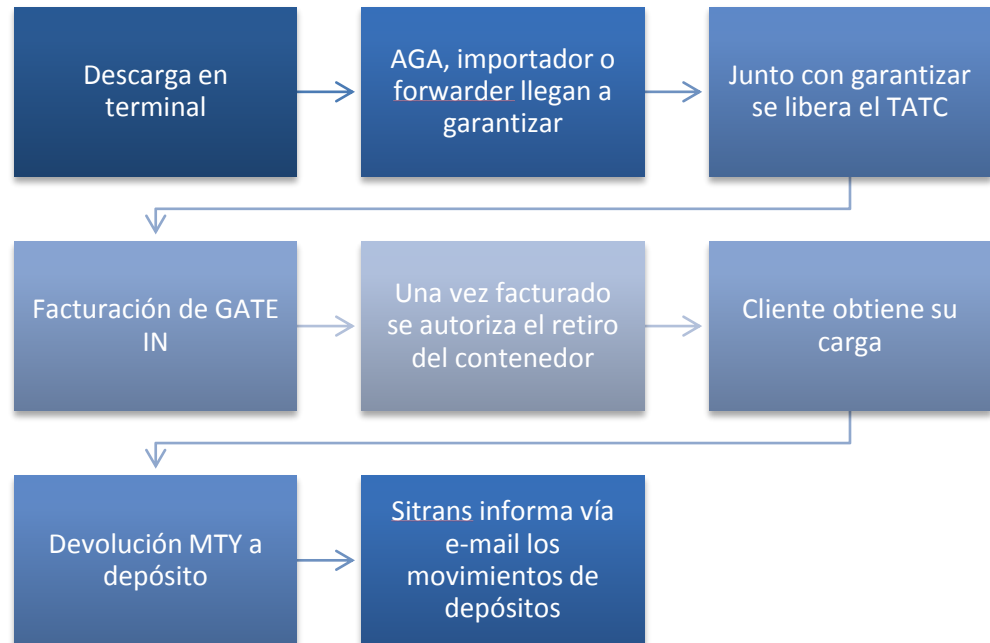 Descarga en
terminal
AGA, importador o
forwarder llegan a
garantizar
Junto con garantizar
se libera el TATC
Facturación de GATE
IN
Una vez facturado
se autoriza el retiro
del contenedor
Cliente obtiene su
carga
Devolución MTY a
depósito
Sitrans informa vía
e-mail los
movimientos de
depósitos